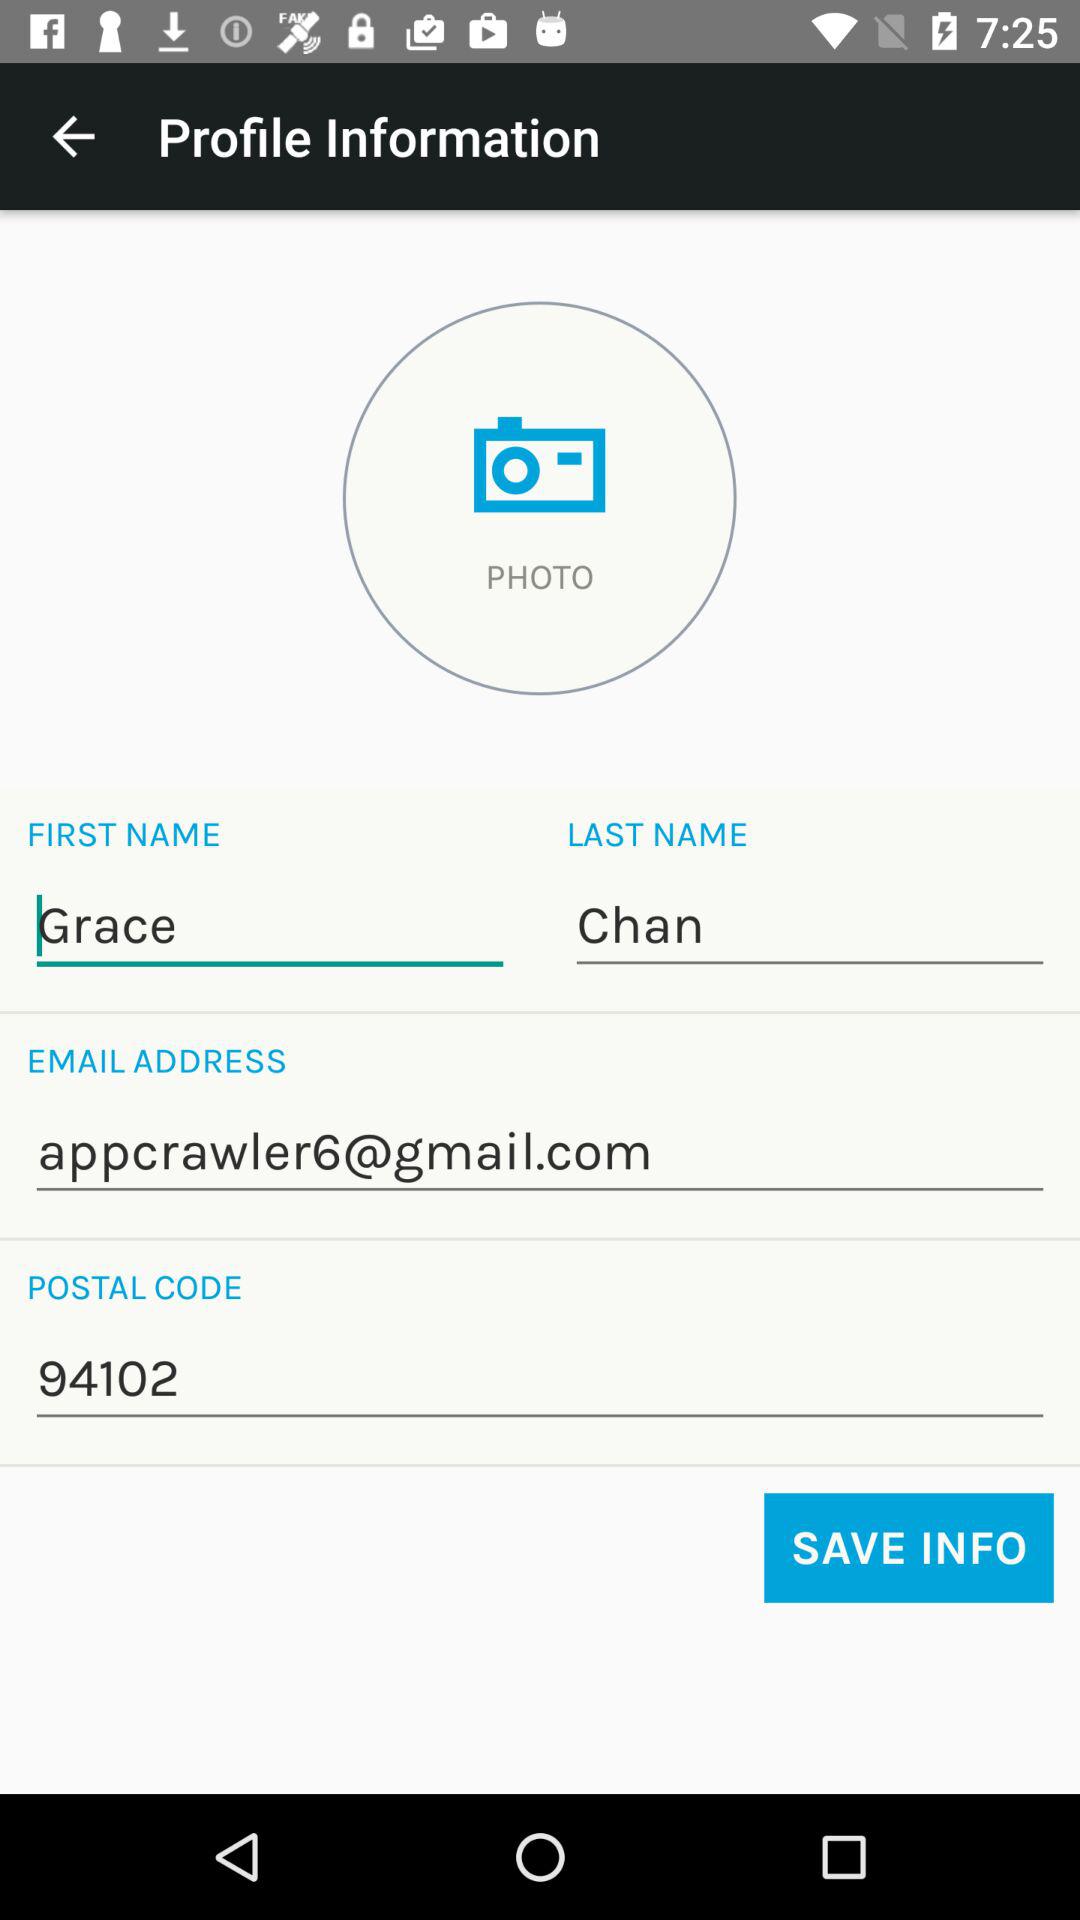 FAKE
7:25
Profile Information
PHOTO
FIRST NAME
LAST NAME
Grace
Chan
EMAIL ADDRESS
appcrawler6@gmail.com
POSTAL CODE
94102
SAVE INFO